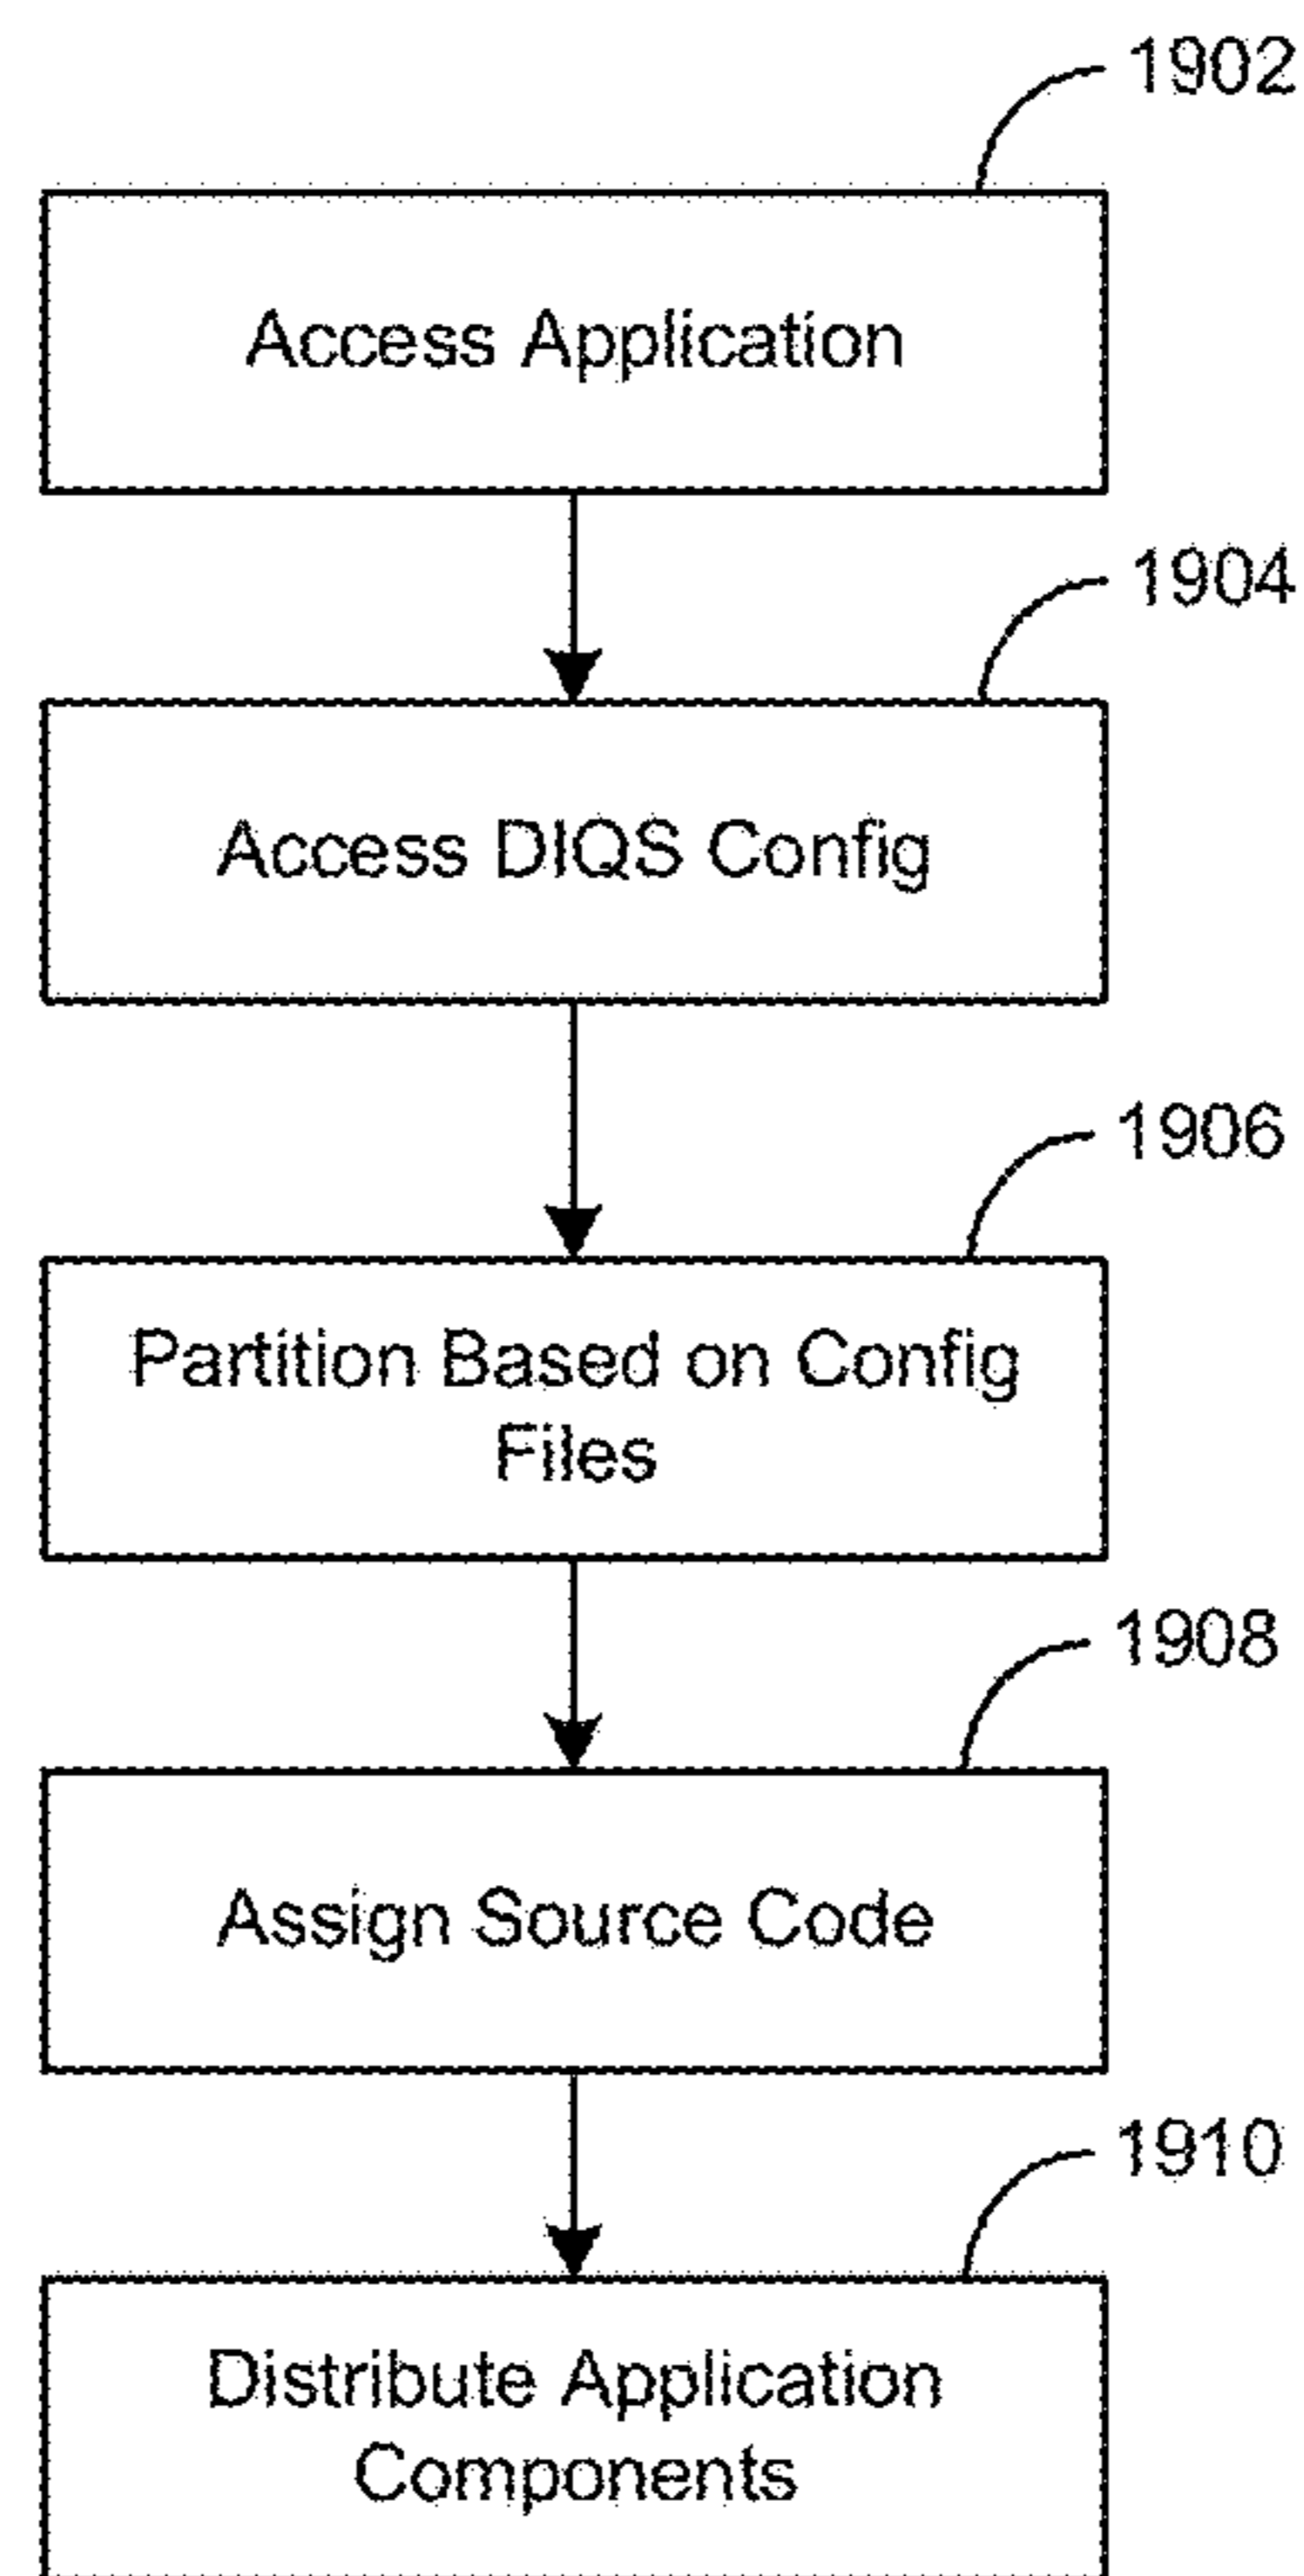 1902
Access Application
1904
Access DIQS Config
1906
Partition Based on Config
Files
1908
Assign Source Code
1910
Distribute Application
Components